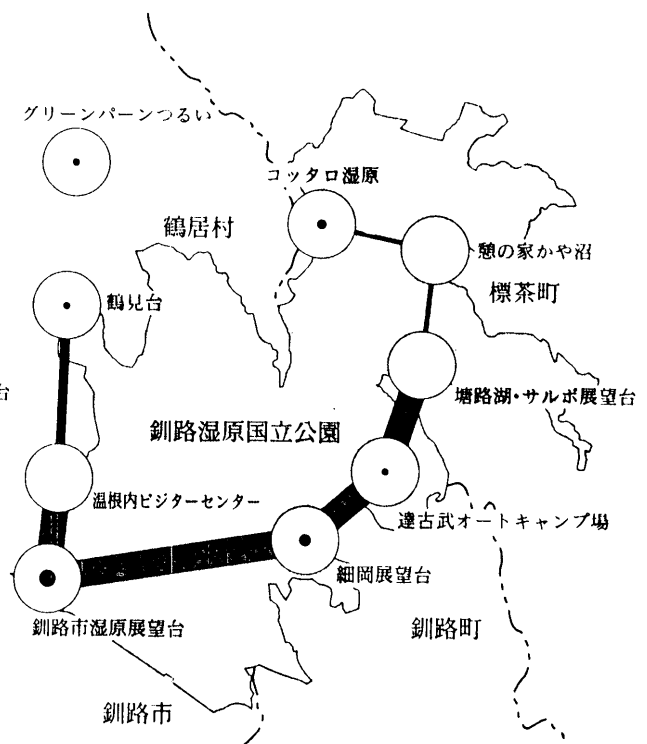 グリーンパーンつるい
コッタロ湿原
鶴居村
憩の家かや沼
標茶町
鶴見台
台
塘路湖・サルボ展望台
釧路湿原国立公園
温根内ビジターセンター
達古武オートキャンプ場
細岡展望台
釧路市湿原展望台
釧路町
釧路市